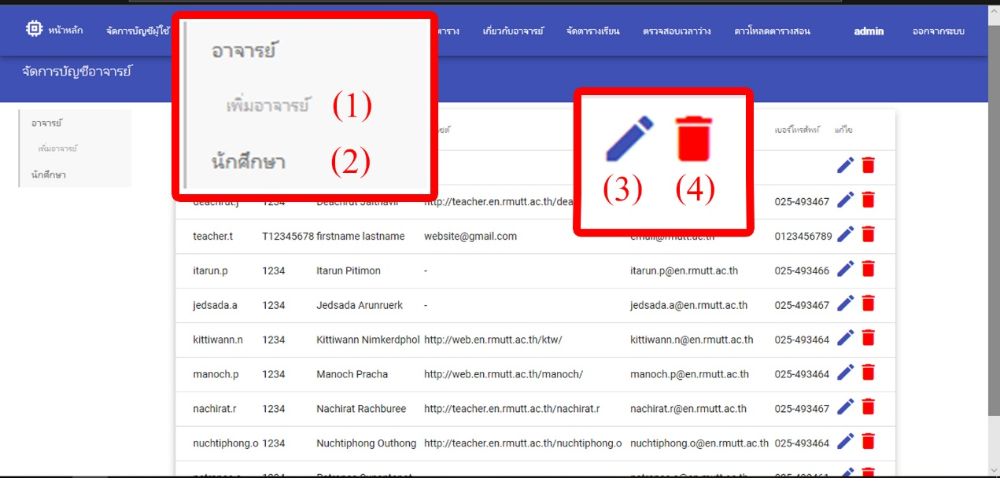 หน้าหลัก จัดการบัญชีผู้ใช้ ตาราง เกี่ยวกับอาจารย์ จัดตารางเรียน ตรวจสอบเวลาว่าง ดาวโหลดตารางสอน admin ออกจากระบบ
จัดการบัญชีอาจารย์
อาจารย์
เพิ่มอาจารย์ (1)
นักศึกษา (2)
(3) (4)
อาจารย์
เพิ่มอาจารย์
นักศึกษา
เบอร์โทรศัพท์ แก้ไข
deachrut.j 1234 Deachrut Jaithavil http://teacher.en.rmutt.ac.th/dea 025-493467
teacher.t T12345678 firstname lastname website@gmail.com email@rmutt.ac.th 0123456789
itarun.p 1234 Itarun Pitimon - itarun.p@en.rmutt.ac.th 025-493466
jedsada.a 1234 Jedsada Arunruerk - jedsada.a@en.rmutt.ac.th 025-493467
kittiwann.n 1234 Kittiwann Nimkerdphol http://web.en.rmutt.ac.th/ktw/ kittiwann.n@en.rmutt.ac.th 025-493464
manoch.p 1234 Manoch Pracha http://web.en.rmutt.ac.th/manoch/ manoch.p@en.rmutt.ac.th 025-493464
nachirat.r 1234 Nachirat Rachburee http://teacher.en.rmutt.ac.th/nachirat.r nachirat.r@en.rmutt.ac.th 025-493467
nuchtiphong.o 1234 Nuchtiphong Outhong http://teacher.en.rmutt.ac.th/nuchtiphong.o nuchtiphong.o@en.rmutt.ac.th 025-493464